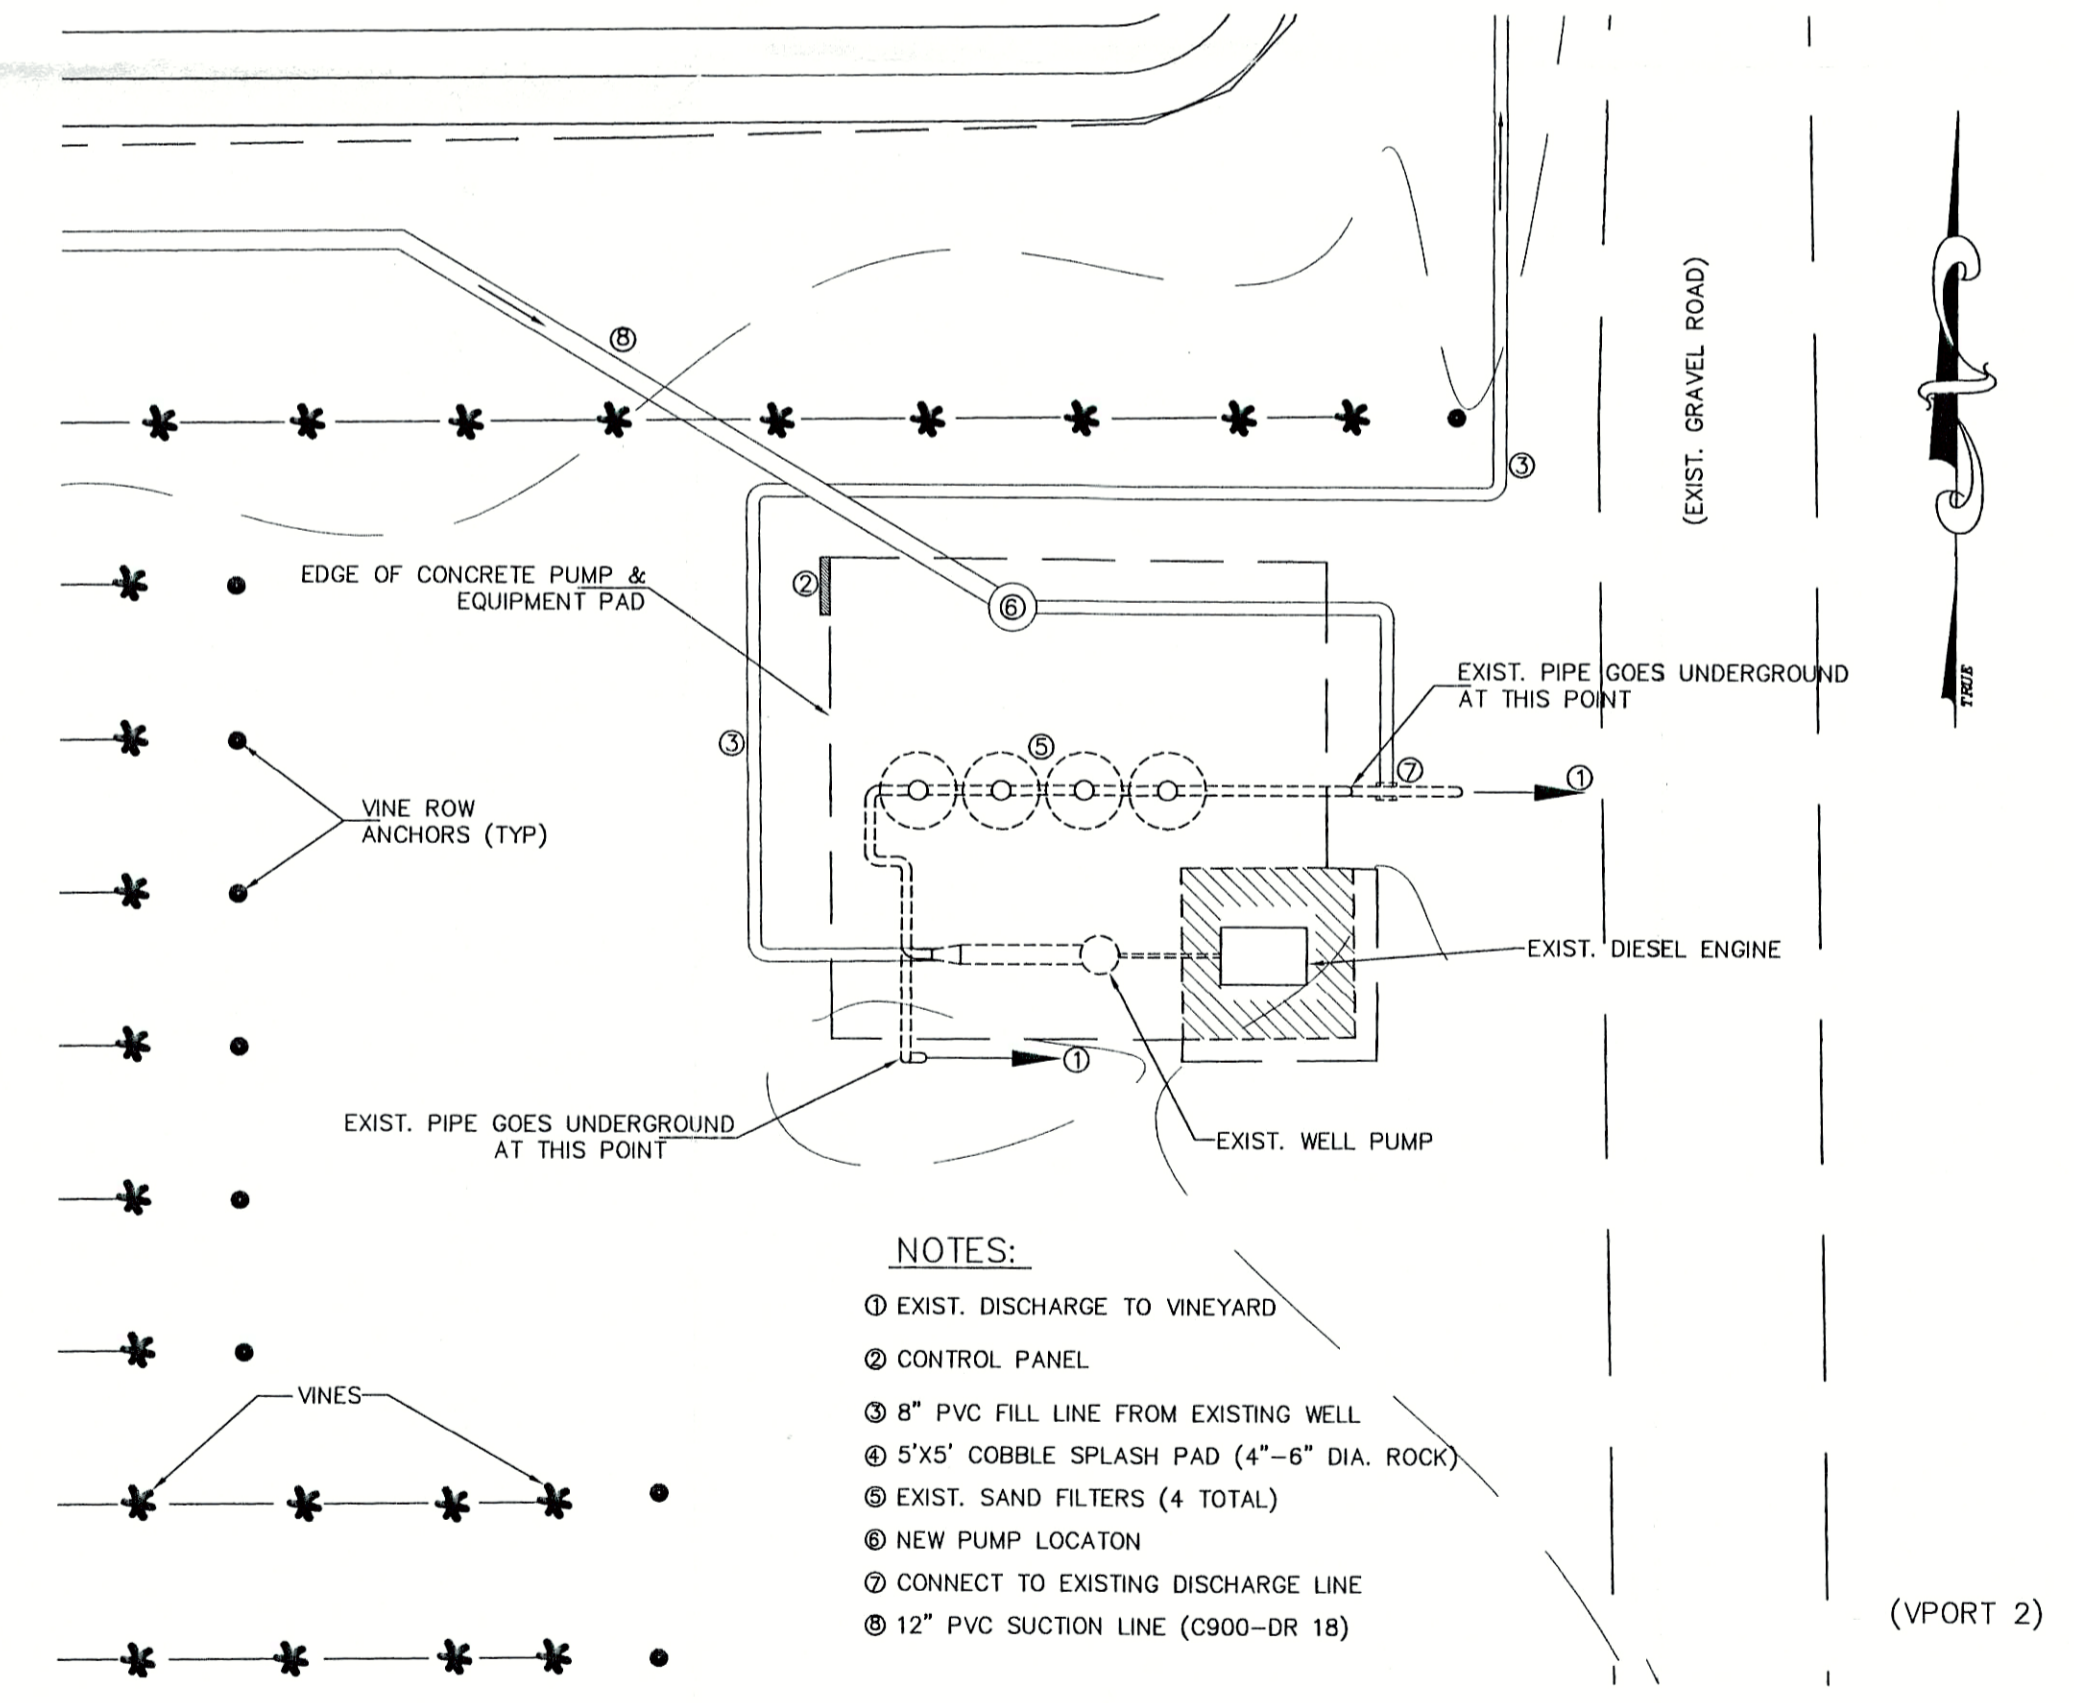 ⑧
(EXIST. GRAVEL ROAD)
③
EDGE OF CONCRETE PUMP &
EQUIPMENT PAD
②
⑥
EXIST. PIPE GOES UNDERGROUND
AT THIS POINT
TRUE
③
⑤
⑦
①
VINE ROW
ANCHORS (TYP)
EXIST. DIESEL ENGINE
①
EXIST. PIPE GOES UNDERGROUND
AT THIS POINT
EXIST. WELL PUMP
NOTES:
① EXIST. DISCHARGE TO VINEYARD
② CONTROL PANEL
VINES
③ 8" PVC FILL LINE FROM EXISTING WELL
④ 5'X5' COBBLE SPLASH PAD (4"-6" DIA. ROCK)
⑤ EXIST. SAND FILTERS (4 TOTAL)
⑥ NEW PUMP LOCATON
⑦ CONNECT TO EXISTING DISCHARGE LINE
⑧ 12" PVC SUCTION LINE (C900-DR 18)
(VPORT 2)